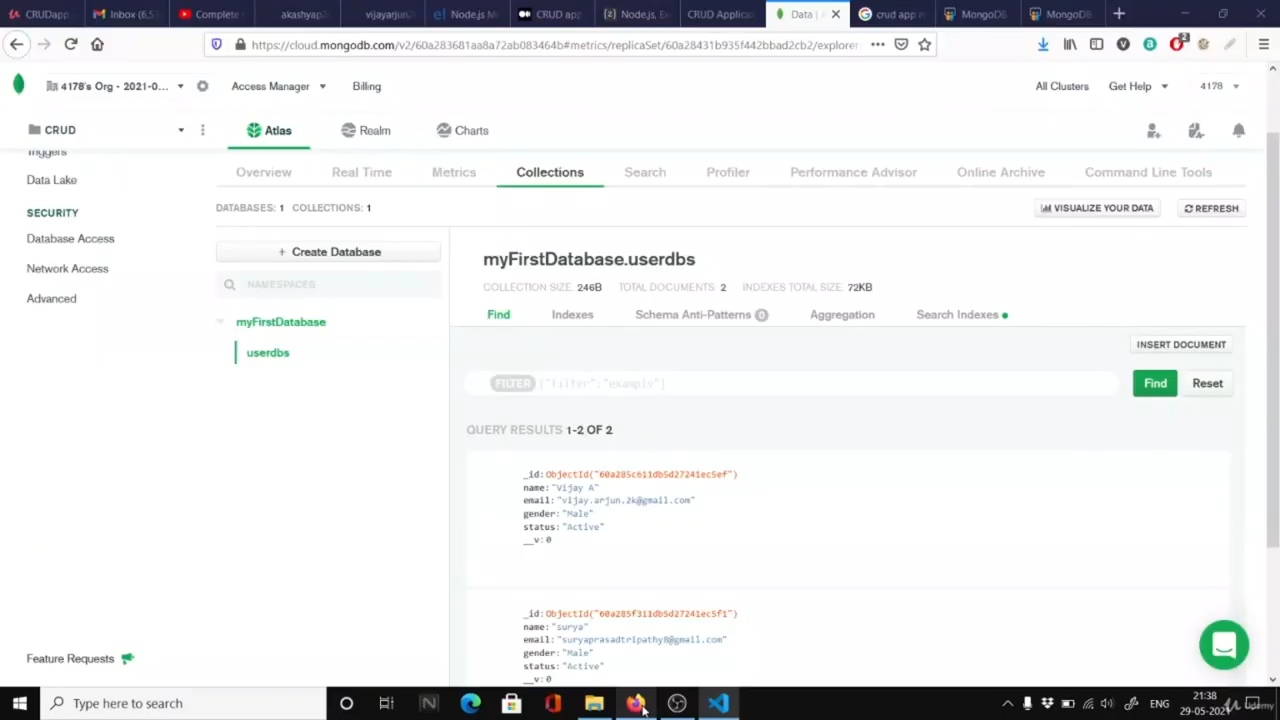 CRUDapp
Gmail (6,53
Complete
akashyap2
vijayarjun2
Node.js M
CRUD app
Node.js, Ex
CRUD Applica
Data |
crud app
MongoDB
MongoDB
https://cloud.mongodb.com/v2/60a283681aa8a72ab083464b#metrics/replicaSet/60a28431b935f442bbad2cb2/explorer
2
4178's Org - 2021-0...
Access Manager
Billing
All Clusters
Get Help
4178
CRUD
Atlas
Realm
Charts
Triggers
Data Lake
SECURITY
Database Access
Network Access
Advanced
Feature Requests
Overview
Real Time
Metrics
Collections
Search
Profiler
Performance Advisor
Online Archive
Command Line Tools
DATABASES: 1 COLLECTIONS: 1
VISUALIZE YOUR DATA
REFRESH
+ Create Database
NAMESPACES
myFirstDatabase
userdbs
myFirstDatabase.userdbs
COLLECTION SIZE: 246B TOTAL DOCUMENTS: 2 INDEXES TOTAL SIZE: 72KB
Find
Indexes
Schema Anti-Patterns 0
Aggregation
Search Indexes
INSERT DOCUMENT
FILTER {"filter":"example"}
Find
Reset
QUERY RESULTS 1-2 OF 2
_id:ObjectId("60a285c611db5d27241ec5ef")
name:"Vijay A"
email:"vijay.arjun.2k@gmail.com"
gender:"Male"
status:"Active"
__v:0
_id:ObjectId("60a285f311db5d27241ec5f1")
name:"surya"
email:"suryaprasadtripathy8@gmail.com"
gender:"Male"
status:"Active"
__v:0
Type here to search
ENG
21:38
29-05-2021
Udemy